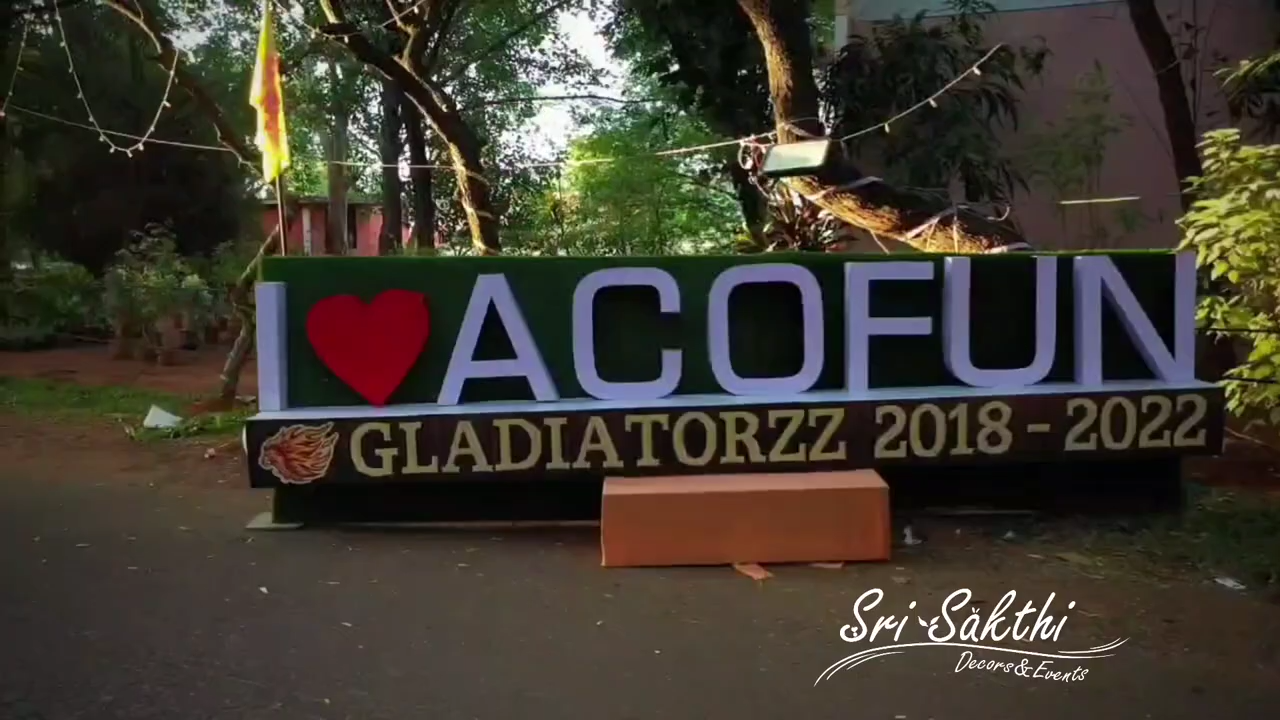 I ❤ ACOFUN
GLADIATORZZ 2018 - 2022
Sri Sakthi
Decors & Events